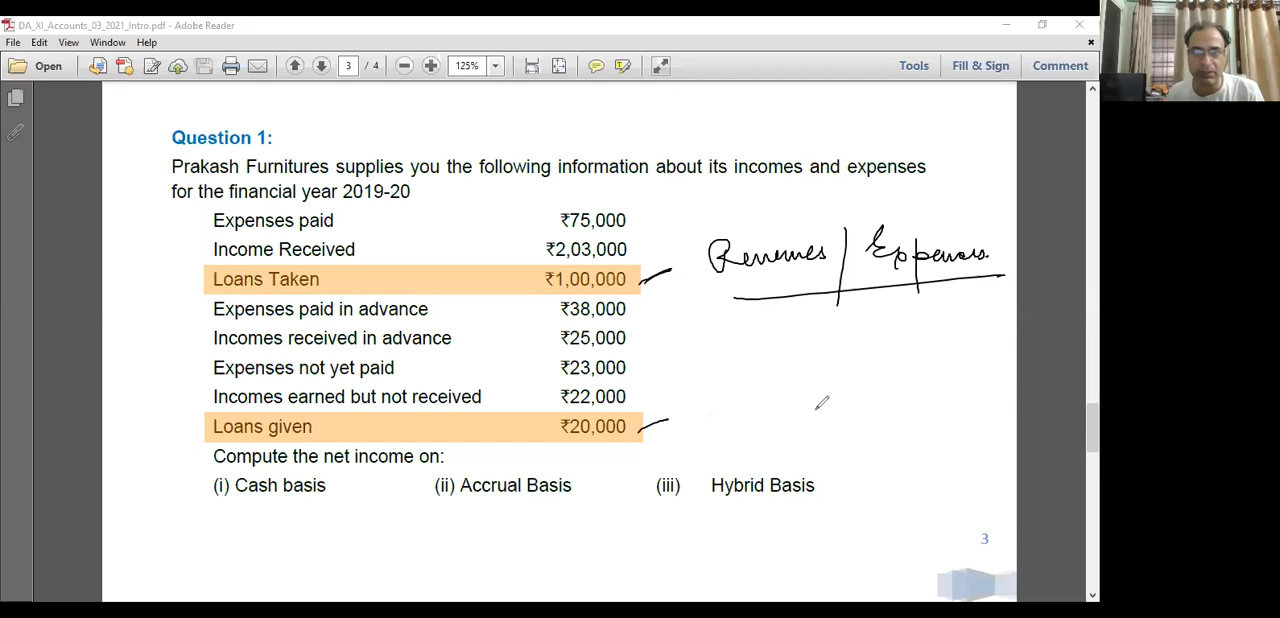 DA_XI_Accounts_03_2021_Intro.pdf - Adobe Reader
File Edit View Window Help
Open 3 / 4 125% Tools Fill & Sign Comment
Question 1:
Prakash Furnitures supplies you the following information about its incomes and expenses
for the financial year 2019-20
Expenses paid ₹75,000
Income Received ₹2,03,000
Loans Taken ₹1,00,000
Expenses paid in advance ₹38,000
Incomes received in advance ₹25,000
Expenses not yet paid ₹23,000
Incomes earned but not received ₹22,000
Loans given ₹20,000
Compute the net income on:
(i) Cash basis (ii) Accrual Basis (iii) Hybrid Basis
Revenues Expenses
3